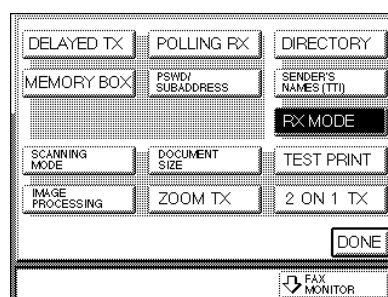 DELAYED TX POLLING RX DIRECTORY
MEMORY BOX PSWD/ SUBADDRESS SENDER'S NAMES (TTI)
RX MODE
SCANNING MODE DOCUMENT SIZE TEST PRINT
IMAGE PROCESSING ZOOM TX 2 ON 1 TX
DONE
FAX MONITOR